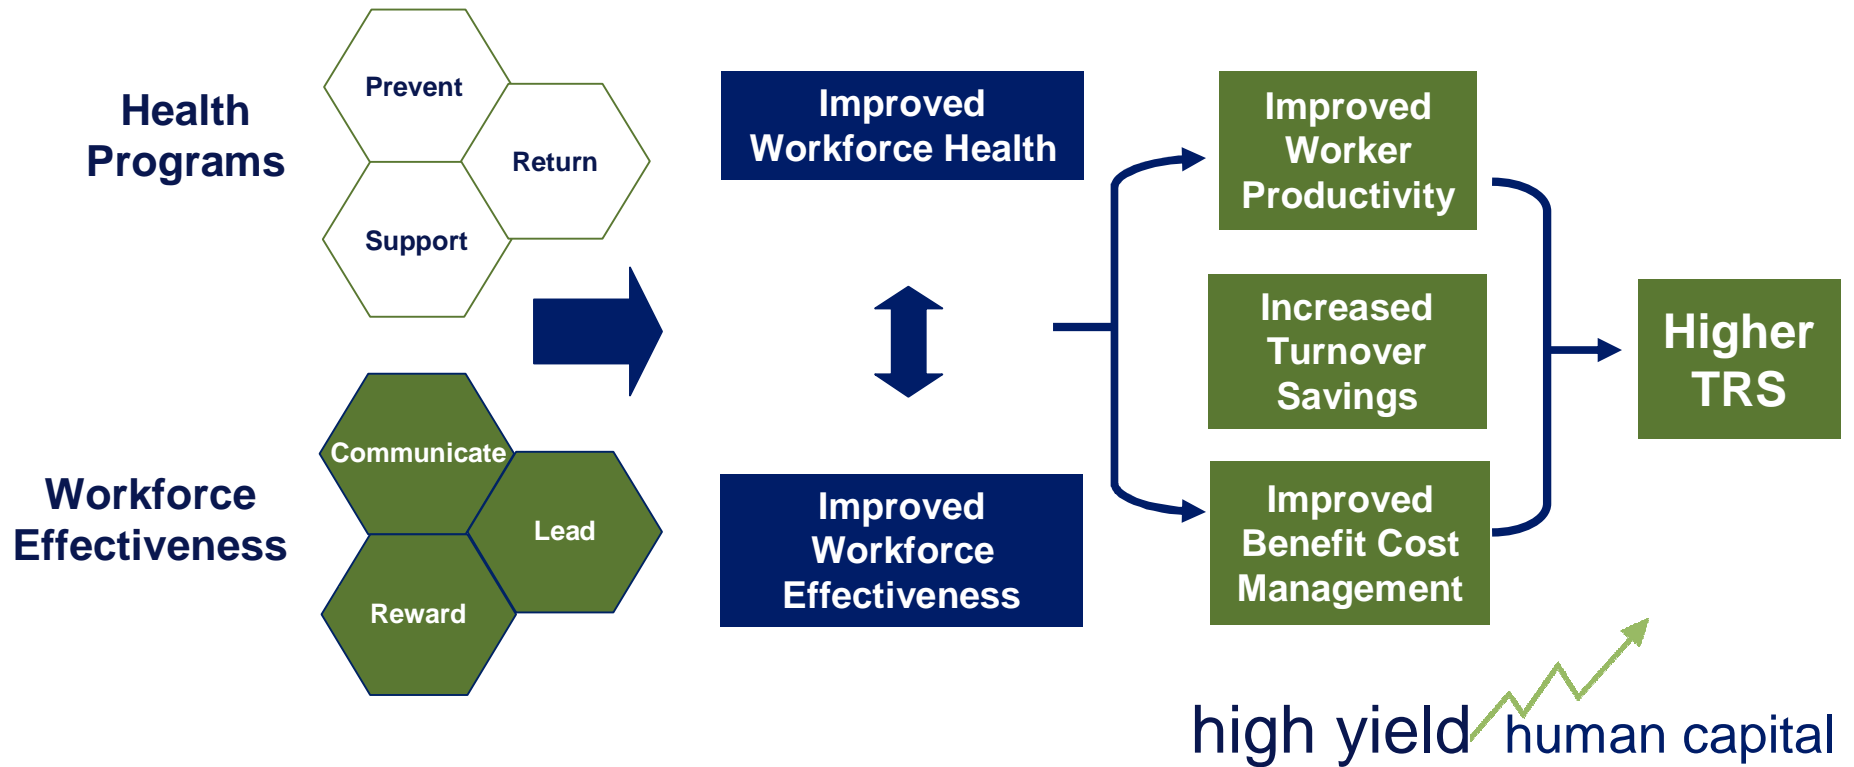 Health
Programs
Prevent
Return
Support
Workforce
Effectiveness
Communicate
Lead
Reward
Improved
Workforce Health
Improved
Workforce
Effectiveness
Improved
Worker
Productivity
Increased
Turnover
Savings
Improved
Benefit Cost
Management
Higher
TRS
high yield human capital